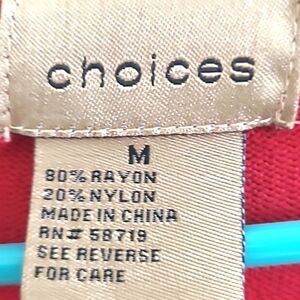 choices
M
80% RAYON
20% NYLON
MADE IN CHINA
RN# 58719
SEE REVERSE
FOR CARE